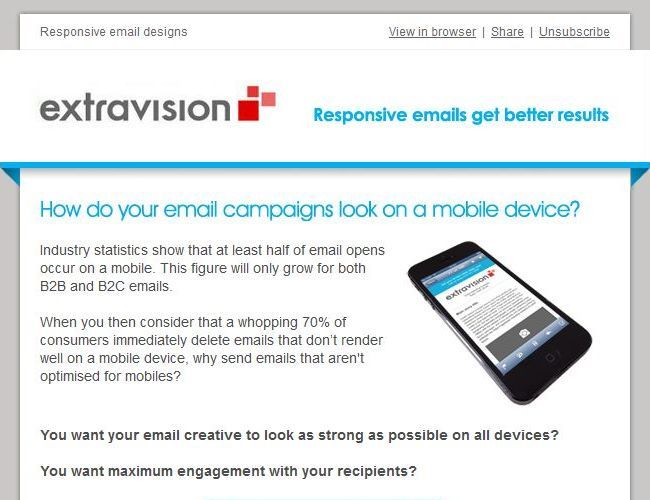 Responsive email designs
View in browser | Share | Unsubscribe
extravision
Responsive emails get better results
How do your email campaigns look on a mobile device?
Industry statistics show that at least half of email opens
occur on a mobile. This figure will only grow for both
B2B and B2C emails.
When you then consider that a whopping 70% of
consumers immediately delete emails that don't render
well on a mobile device, why send emails that aren't
optimised for mobiles?
extravision
You want your email creative to look as strong as possible on all devices?
You want maximum engagement with your recipients?